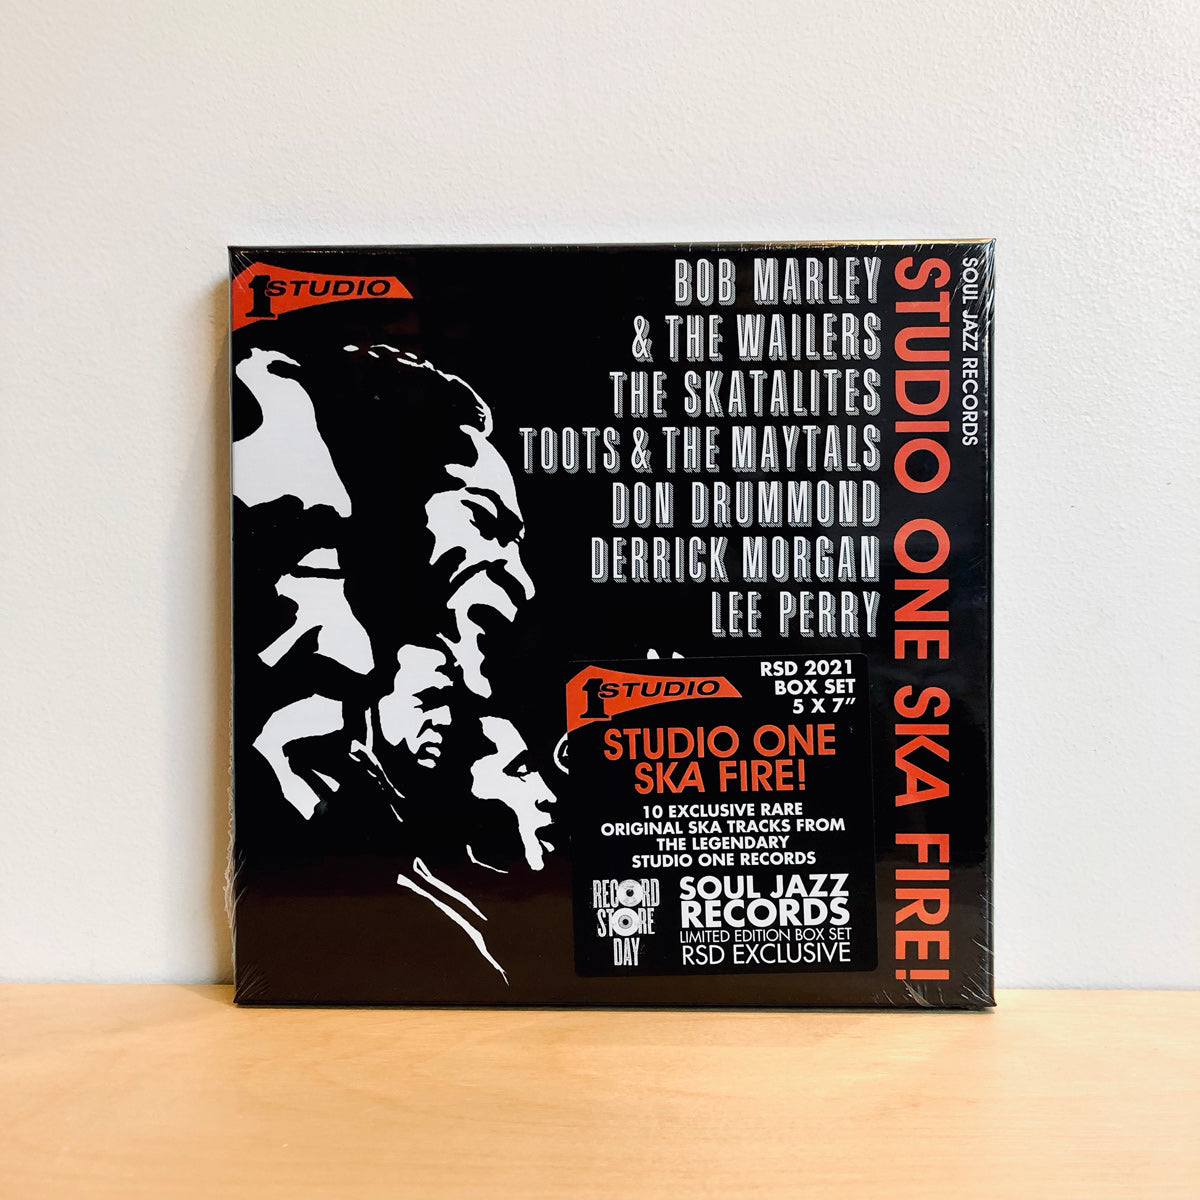 1 STUDIO
BOB MARLEY
& THE WAILERS
THE SKATALITES
TOOTS & THE MAYTALS
DON DRUMMOND
DERRICK MORGAN
LEE PERRY
STUDIO ONE SKA FIRE!
SOUL JAZZ RECORDS
1 STUDIO
RSD 2021
BOX SET
5 X 7”
STUDIO ONE
SKA FIRE!
10 EXCLUSIVE RARE
ORIGINAL SKA TRACKS FROM
THE LEGENDARY
STUDIO ONE RECORDS
RECORD
STORE
DAY
SOUL JAZZ
RECORDS
LIMITED EDITION BOX SET
RSD EXCLUSIVE